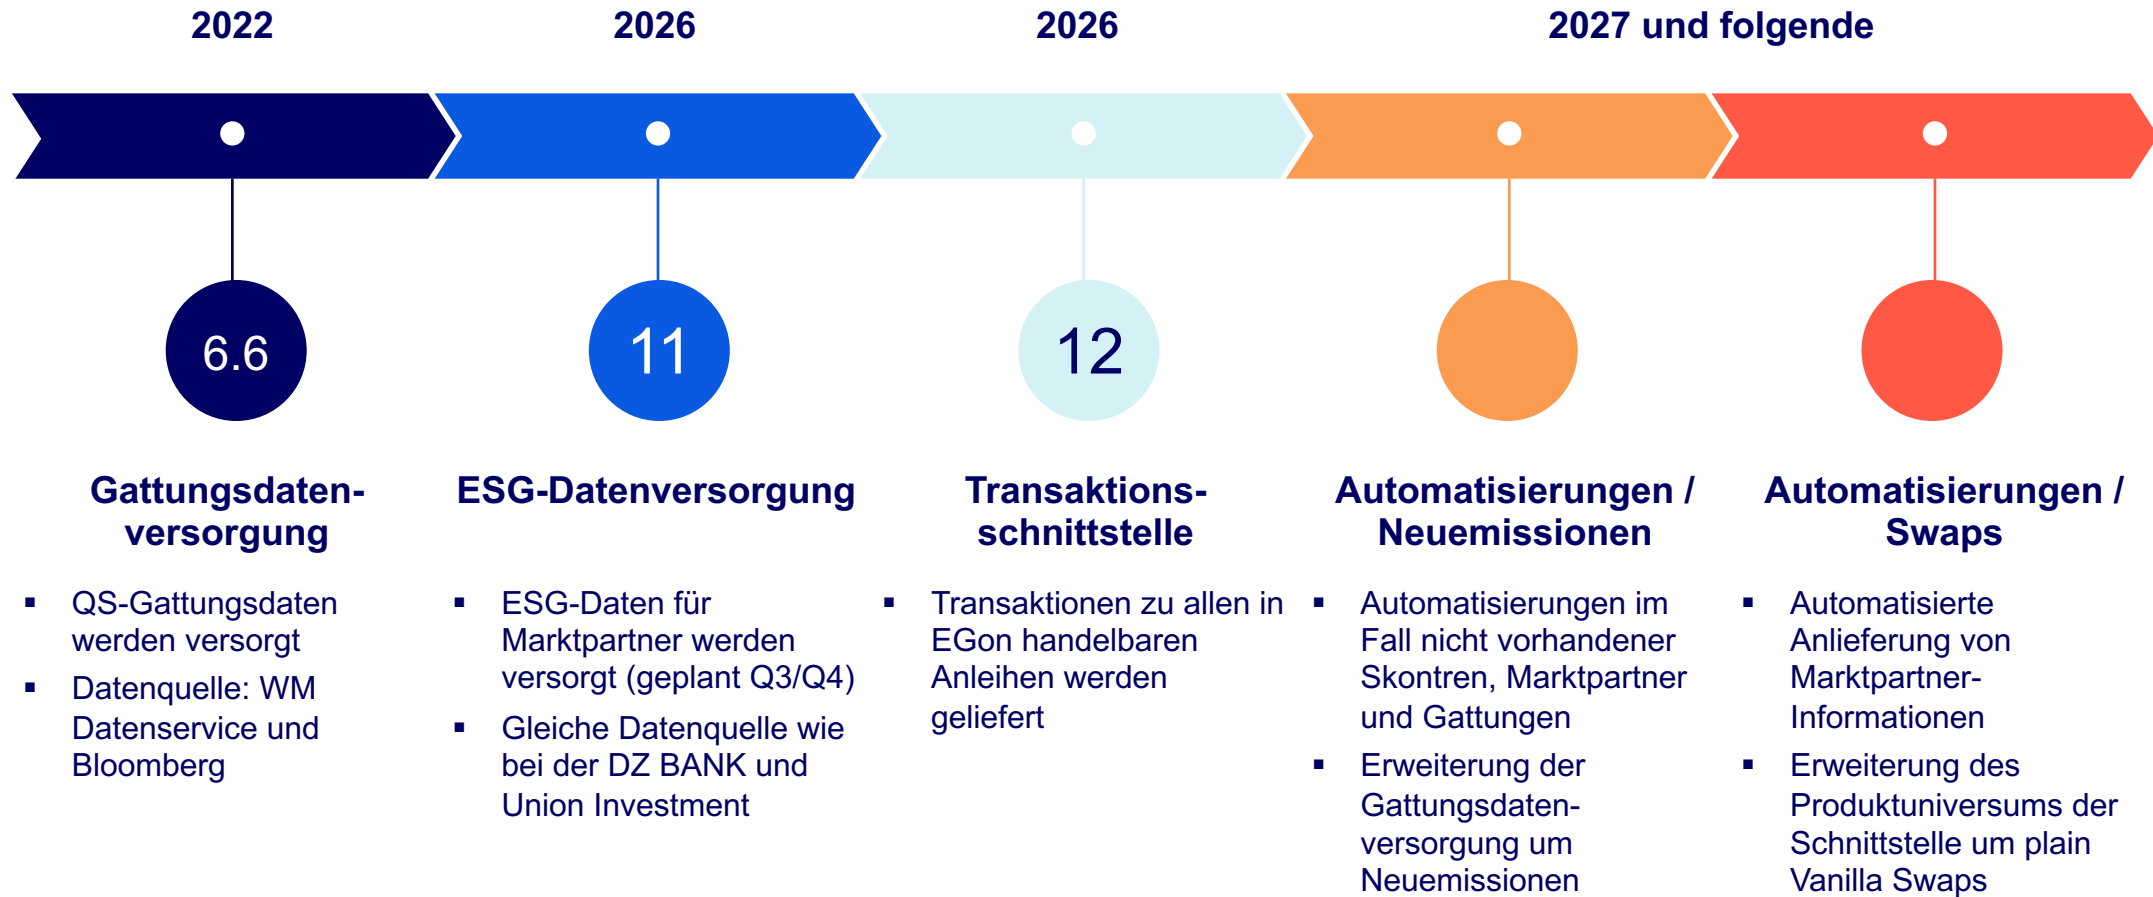 2022
2026
2026
2027 und folgende
6.6
11
12
Gattungsdaten-
versorgung
▪ QS-Gattungsdaten
werden versorgt
▪ Datenquelle: WM
Datenservice und
Bloomberg
ESG-Datenversorgung
▪ ESG-Daten für
Marktpartner werden
versorgt (geplant Q3/Q4)
▪ Gleiche Datenquelle wie
bei der DZ BANK und
Union Investment
Transaktions-
schnittstelle
▪ Transaktionen zu allen in
EGon handelbaren
Anleihen werden
geliefert
Automatisierungen /
Neuemissionen
▪ Automatisierungen im
Fall nicht vorhandener
Skontren, Marktpartner
und Gattungen
▪ Erweiterung der
Gattungsdaten-
versorgung um
Neuemissionen
Automatisierungen /
Swaps
▪ Automatisierte
Anlieferung von
Marktpartner-
Informationen
▪ Erweiterung des
Produktuniversums der
Schnittstelle um plain
Vanilla Swaps